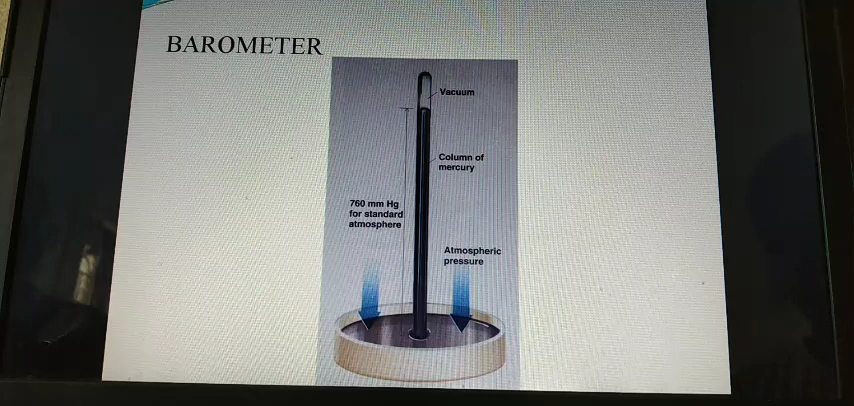 BAROMETER
Vacuum
Column of
mercury
760 mm Hg
for standard
atmosphere
Atmospheric
pressure